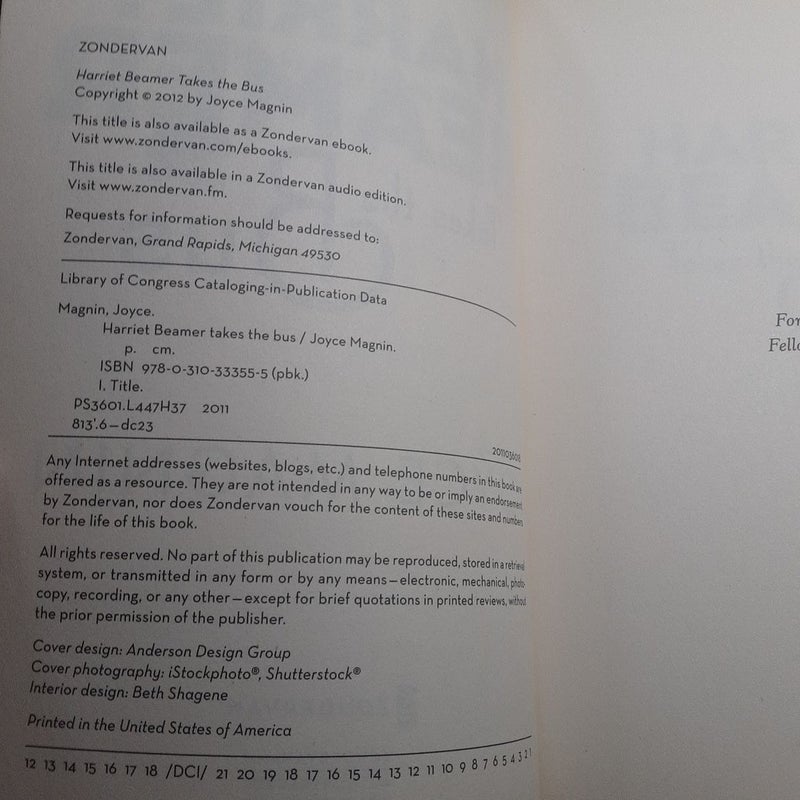 ZONDERVAN
Harriet Beamer Takes the Bus
Copyright © 2012 by Joyce Magnin
This title is also available as a Zondervan ebook.
Visit www.zondervan.com/ebooks.
This title is also available in a Zondervan audio edition.
Visit www.zondervan.fm.
Requests for information should be addressed to:
Zondervan, Grand Rapids, Michigan 49530
Library of Congress Cataloging-in-Publication Data
Magnin, Joyce.
Harriet Beamer takes the bus / Joyce Magnin.
p. cm.
ISBN 978-0-310-33355-5 (pbk.)
I. Title.
PS3601.L447H37 2011
813'.6—dc23
Any Internet addresses (websites, blogs, etc.) and telephone numbers in this book are
offered as a resource. They are not intended in any way to be or imply an endorsement
by Zondervan, nor does Zondervan vouch for the content of these sites and numbers
for the life of this book.
All rights reserved. No part of this publication may be reproduced, stored in a retrieval
system, or transmitted in any form or by any means—electronic, mechanical, photo-
copy, recording, or any other—except for brief quotations in printed reviews, without
the prior permission of the publisher.
Cover design: Anderson Design Group
Cover photography: iStockphoto®, Shutterstock®
Interior design: Beth Shagene
Printed in the United States of America
12 13 14 15 16 17 18 /DCI/ 21 20 19 18 17 16 15 14 13 12 11 10 9 8 7 6 5 4 3 2 1
For